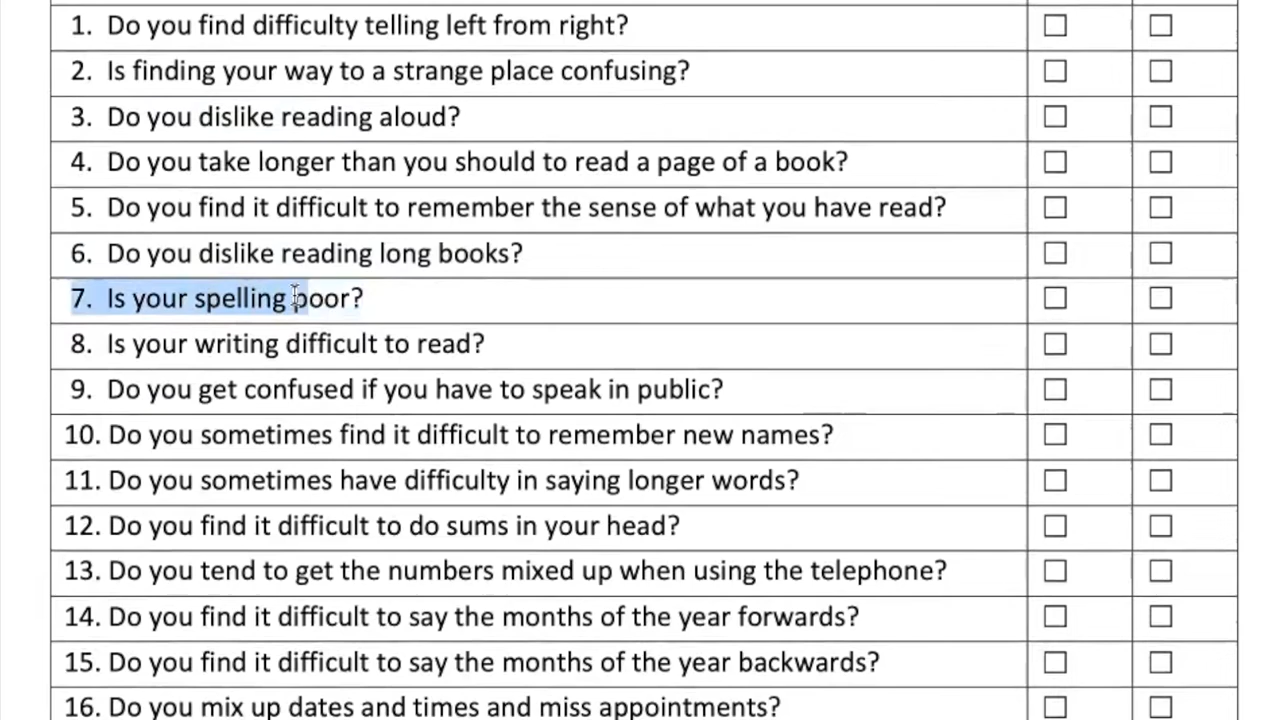 1. Do you find difficulty telling left from right?
2. Is finding your way to a strange place confusing?
3. Do you dislike reading aloud?
4. Do you take longer than you should to read a page of a book?
5. Do you find it difficult to remember the sense of what you have read?
6. Do you dislike reading long books?
7. Is your spelling poor?
8. Is your writing difficult to read?
9. Do you get confused if you have to speak in public?
10. Do you sometimes find it difficult to remember new names?
11. Do you sometimes have difficulty in saying longer words?
12. Do you find it difficult to do sums in your head?
13. Do you tend to get the numbers mixed up when using the telephone?
14. Do you find it difficult to say the months of the year forwards?
15. Do you find it difficult to say the months of the year backwards?
16. Do you mix up dates and times and miss appointments?